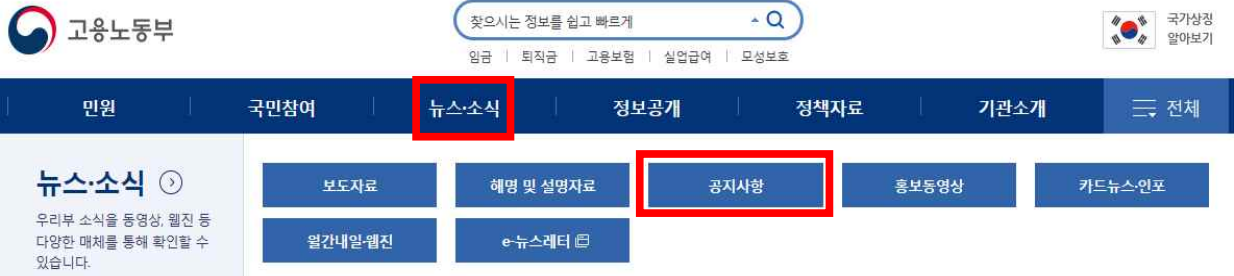 고용노동부
찾으시는 정보를 쉽고 빠르게
임금 | 퇴직금 | 고용보험 | 실업급여 | 모성보호
국가상징
알아보기
민원 국민참여 뉴스·소식 정보공개 정책자료 기관소개 전체
뉴스·소식
우리부 소식을 동영상, 웹진 등
다양한 매체를 통해 확인할 수
있습니다.
보도자료 해명 및 설명자료 공지사항 홍보동영상 카드뉴스·인포
월간내일·웹진 e-뉴스레터